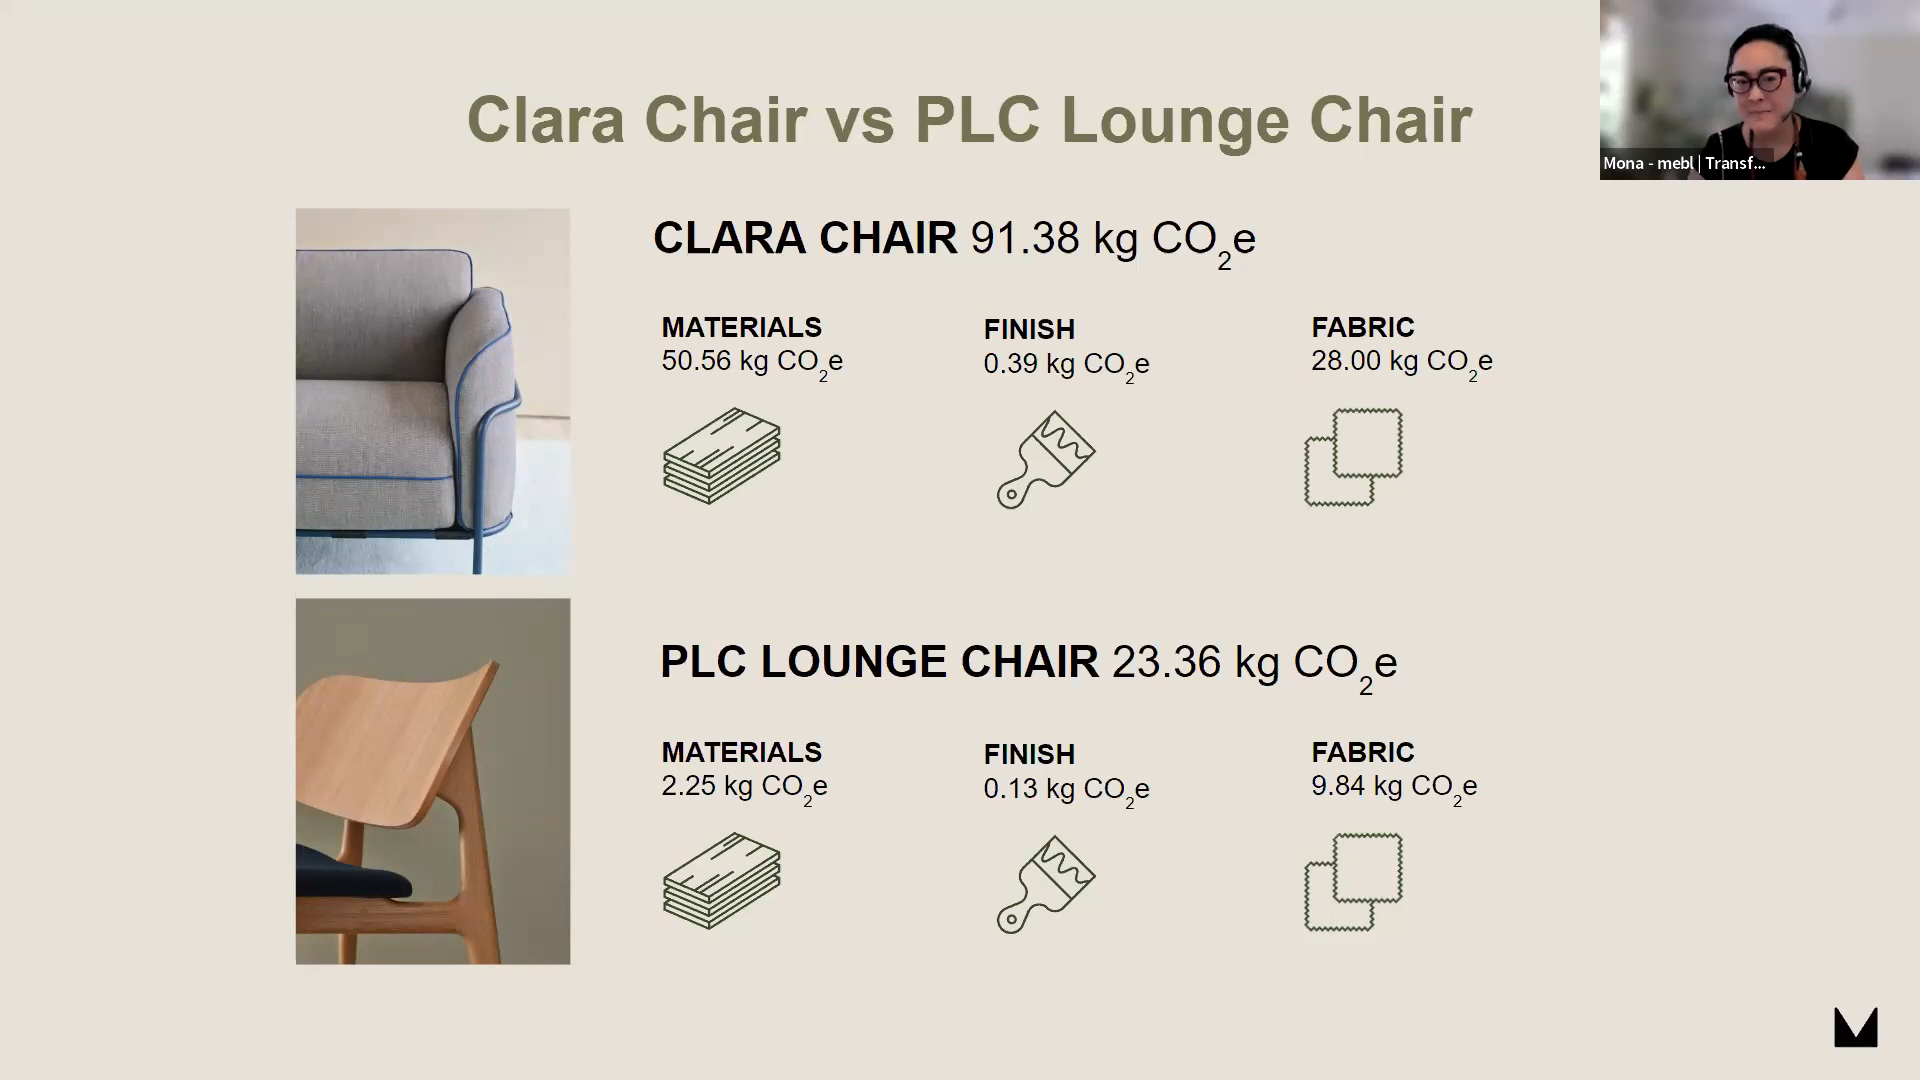 Clara Chair vs PLC Lounge Chair
Mona - mebl | Transf...
CLARA CHAIR 91.38 kg CO₂e
MATERIALS
50.56 kg CO₂e
FINISH
0.39 kg CO₂e
FABRIC
28.00 kg CO₂e
PLC LOUNGE CHAIR 23.36 kg CO₂e
MATERIALS
2.25 kg CO₂e
FINISH
0.13 kg CO₂e
FABRIC
9.84 kg CO₂e